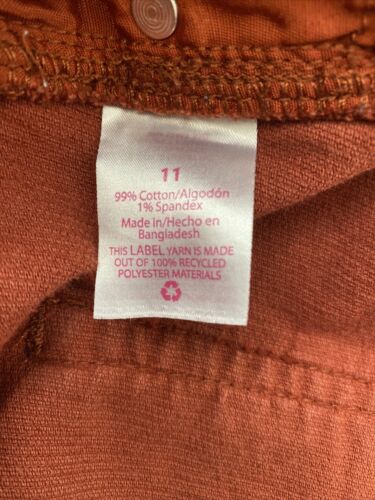 11
99% Cotton/Algodón
1% Spandex
Made in/Hecho en
Bangladesh
THIS LABEL YARN IS MADE
OUT OF 100% RECYCLED
POLYESTER MATERIALS